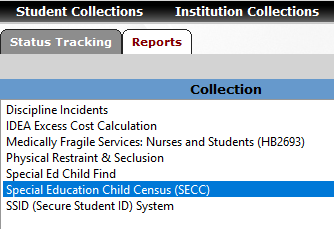 Student Collections Institution Collections
Status Tracking Reports
Collection
Discipline Incidents
IDEA Excess Cost Calculation
Medically Fragile Services: Nurses and Students (HB2693)
Physical Restraint & Seclusion
Special Ed Child Find
Special Education Child Census (SECC)
SSID (Secure Student ID) System